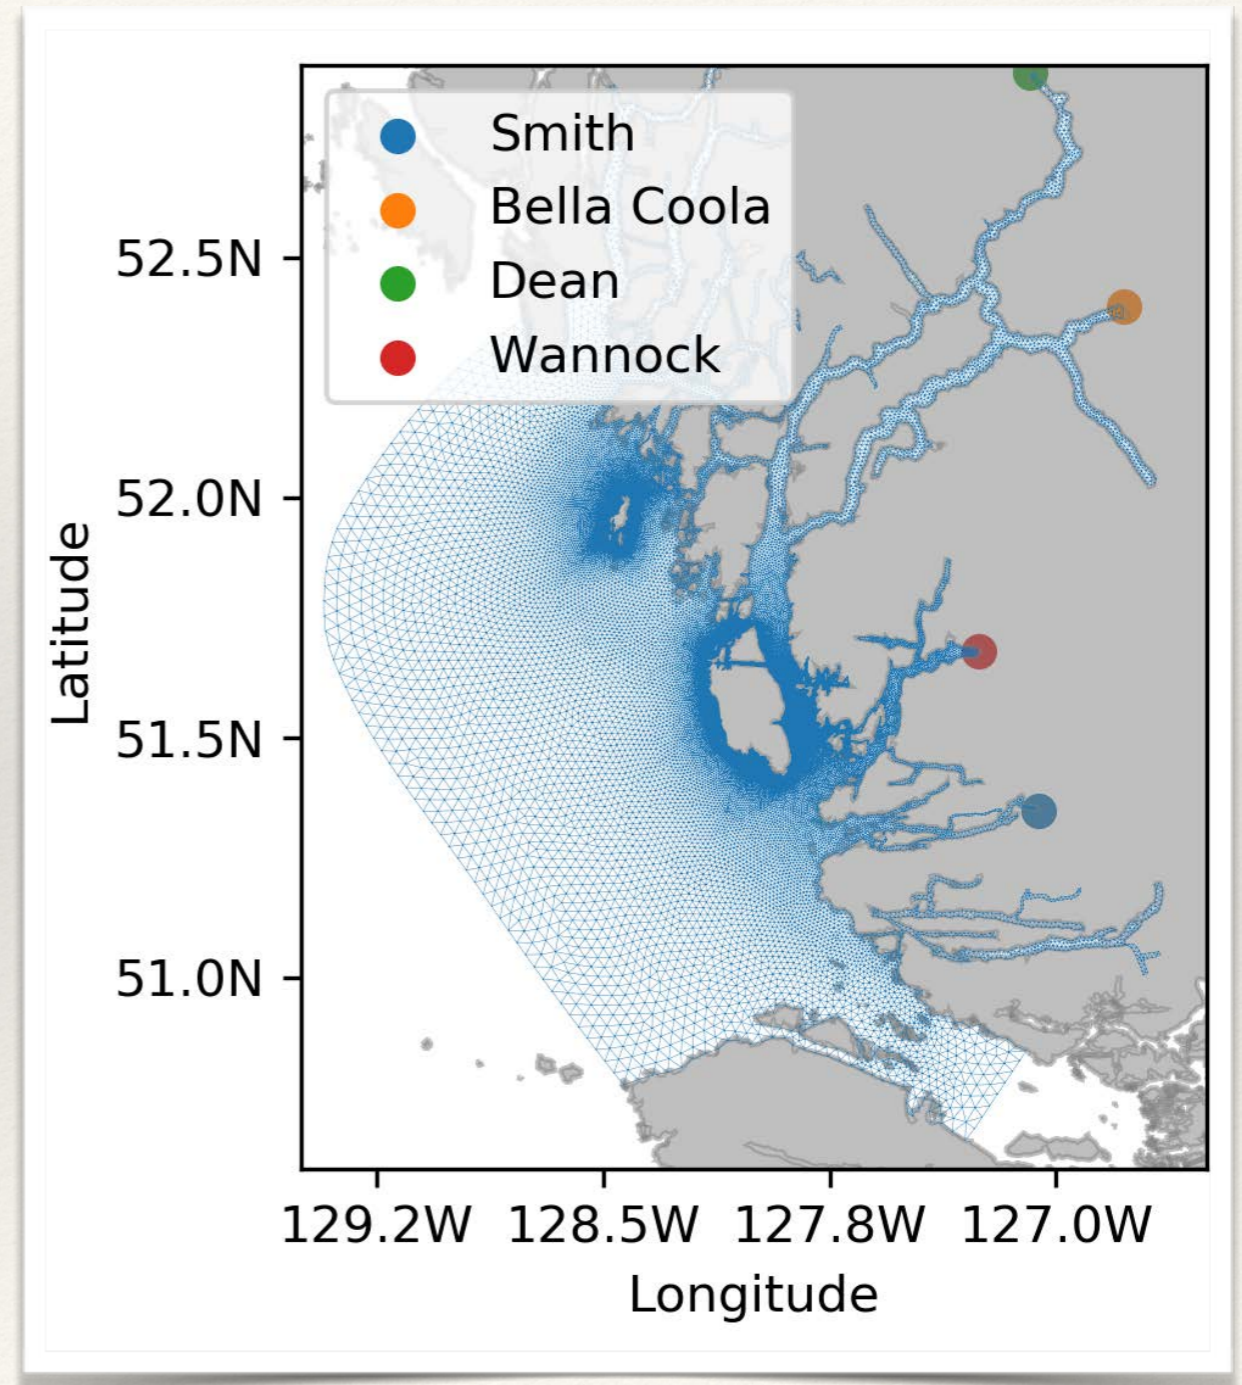 Smith
Bella Coola
Dean
Wannock
52.5N
52.0N
51.5N
51.0N
Latitude
129.2W 128.5W 127.8W 127.0W
Longitude